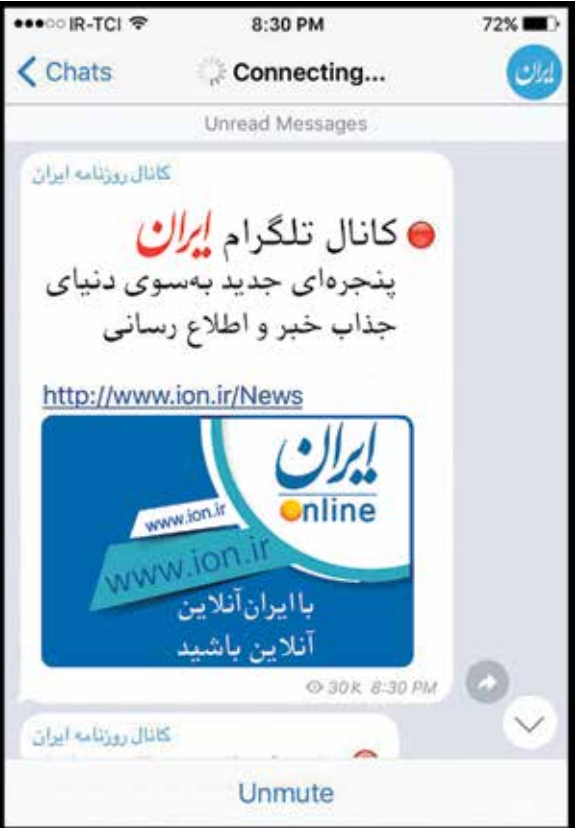 IR-TCI 8:30 PM 72%
Chats Connecting... ایران
Unread Messages
کانال روزنامه ایران
کانال تلگرام ایران
پنجره‌ای جدید به‌سوی دنیای
جذاب خبر و اطلاع رسانی
http://www.ion.ir/News
ایران
online
www.ion.ir
www.ion.ir
با ایران آنلاین
آنلاین باشید
30K 8:30 PM
کانال روزنامه ایران
Unmute